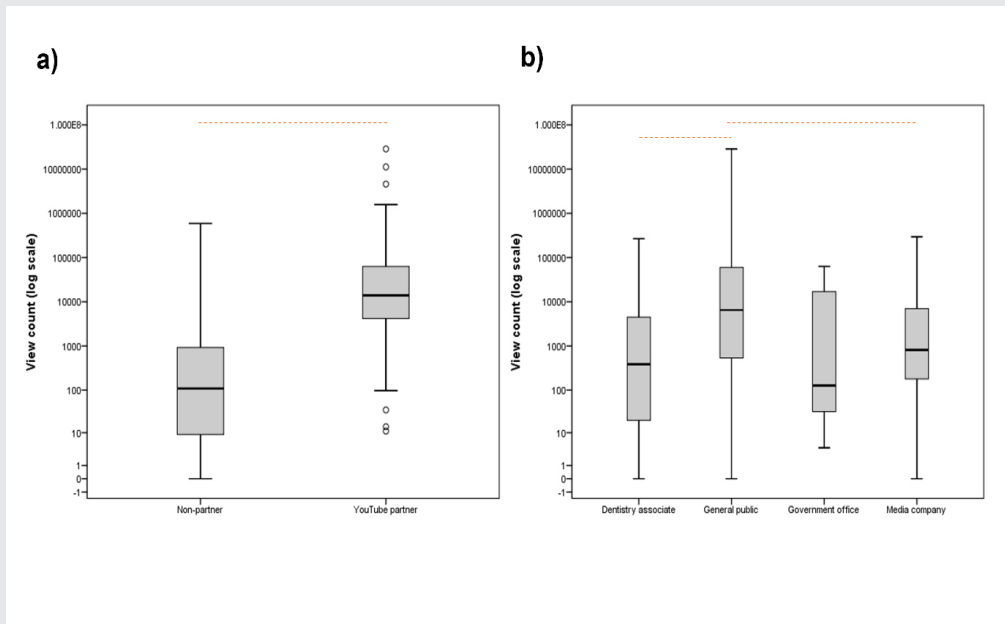 a)
View count (log scale)
1.000E8
10000000
1000000
100000
10000
1000
100
10
1
0
-1
Non-partner YouTube partner
b)
View count (log scale)
1.000E8
10000000
1000000
100000
10000
1000
100
10
1
0
-1
Dentistry associate General public Government office Media company